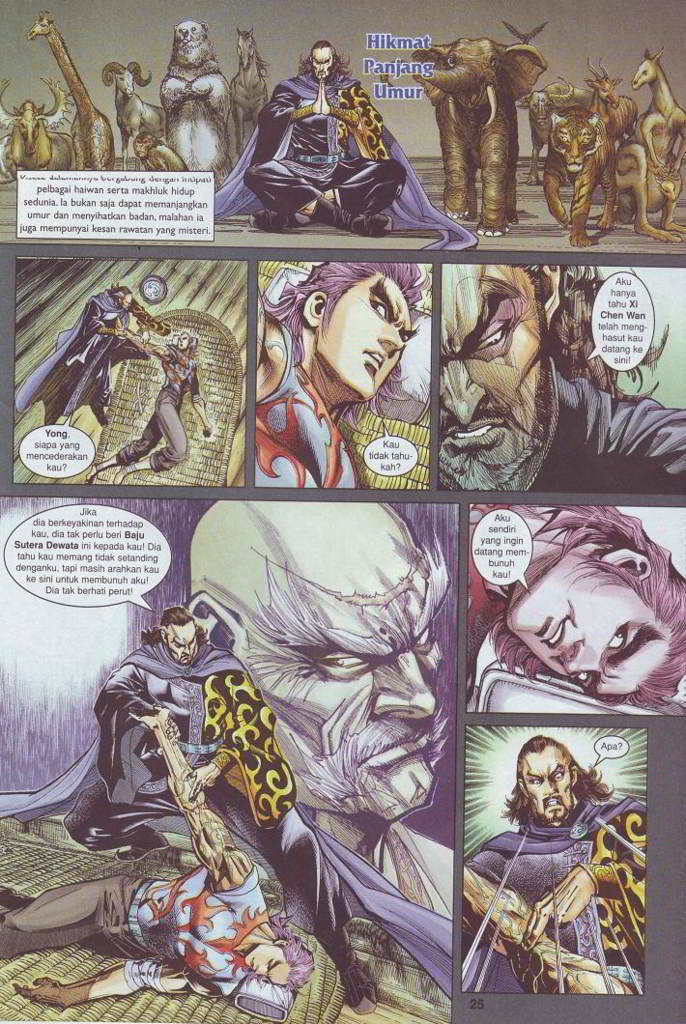 Hikmat
Panjang
Umur
pelbagai haiwan serta makhluk hidup
sedunia. Ia bukan saja dapat memanjangkan
umur dan menyihatkan badan, malahan ia
juga mempunyai kesan rawatan yang misteri.
Yong,
siapa yang
mencederakan
kau?
Kau
tidak tahu-
kah?
Aku
hanya
tahu Xi
Chen Wan
telah meng-
hasut kau
datang ke
sini!
Jika
dia berkeyakinan terhadap
kau, dia tak perlu beri Baju
Sutera Dewata ini kepada kau! Dia
tahu kau memang tidak setanding
denganku, tapi masih arahkan kau
ke sini untuk membunuh aku!
Dia tak berhati perut!
Aku
sendiri
yang ingin
datang mem-
bunuh
kau!
Apa?
25